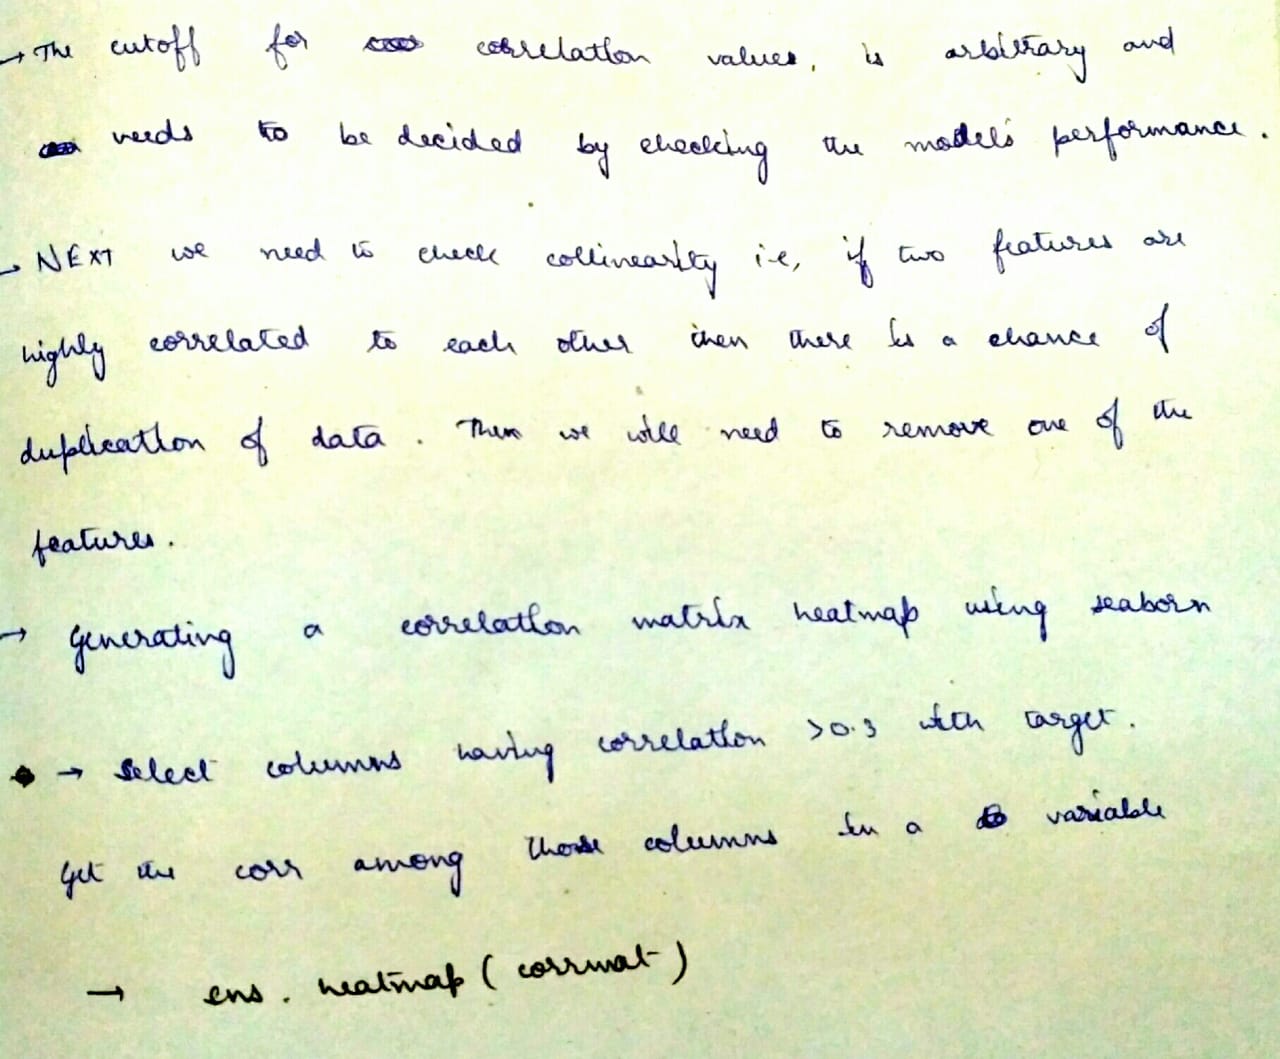 → The cutoff for correlation values, is arbitrary and
needs to be decided by checking the model's performance.
→ NEXT we need to check collinearity i.e, if two features are
highly correlated to each other then there is a chance of
duplication of data. Then we will need to remove one of the
features.
→ Generating a correlation matrix heatmap using seaborn
→ Select columns having correlation >0.3 with target.
Get the corr among those columns in a variable
→ sns. heatmap (corrmat)